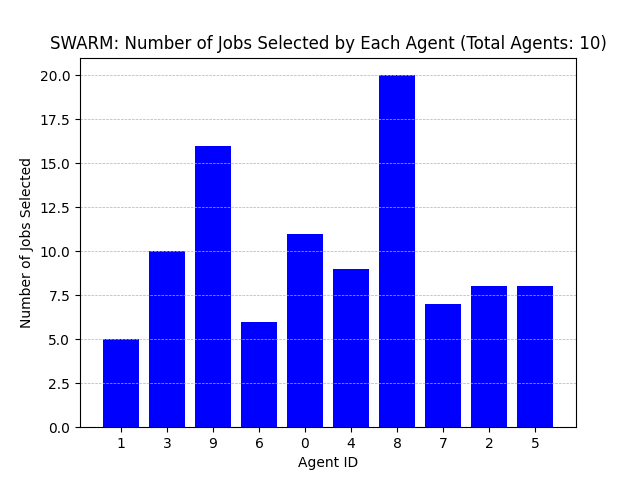 SWARM: Number of Jobs Selected by Each Agent (Total Agents: 10)
Number of Jobs Selected
20.0
17.5
15.0
12.5
10.0
7.5
5.0
2.5
0.0
1 3 9 6 0 4 8 7 2 5
Agent ID